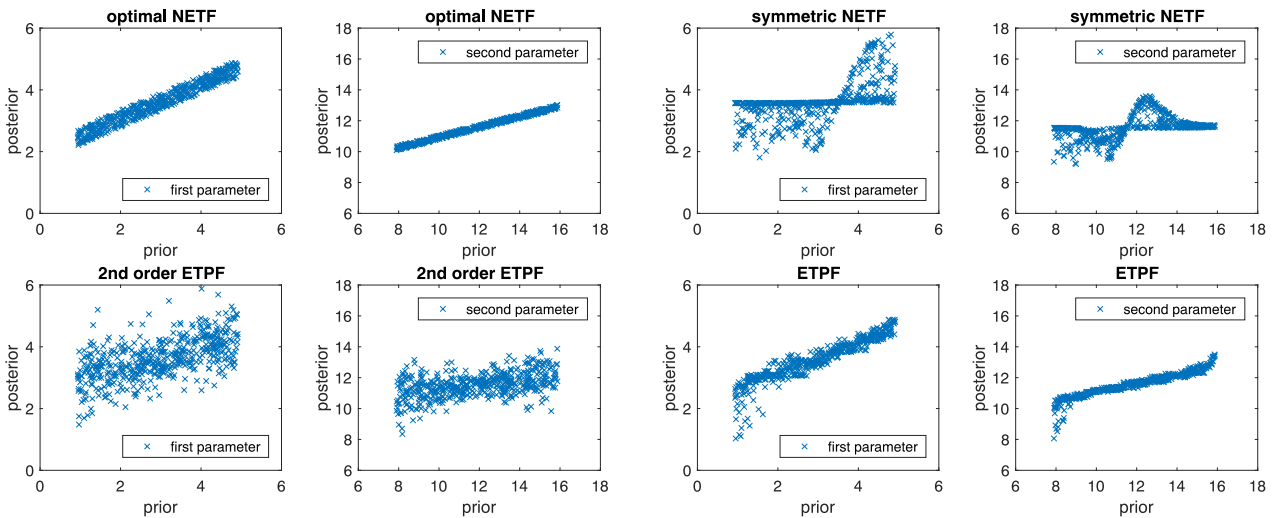 optimal NETF
6
4
2
0
0 2 4 6
posterior
prior
× first parameter
optimal NETF
18
16
14
12
10
8
6
6 8 10 12 14 16 18
posterior
prior
× second parameter
symmetric NETF
6
4
2
0
0 2 4 6
posterior
prior
× first parameter
symmetric NETF
18
16
14
12
10
8
6
6 8 10 12 14 16 18
posterior
prior
× second parameter
2nd order ETPF
6
4
2
0
0 2 4 6
posterior
prior
× first parameter
2nd order ETPF
18
16
14
12
10
8
6
6 8 10 12 14 16 18
posterior
prior
× second parameter
ETPF
6
4
2
0
0 2 4 6
posterior
prior
× first parameter
ETPF
18
16
14
12
10
8
6
6 8 10 12 14 16 18
posterior
prior
× second parameter